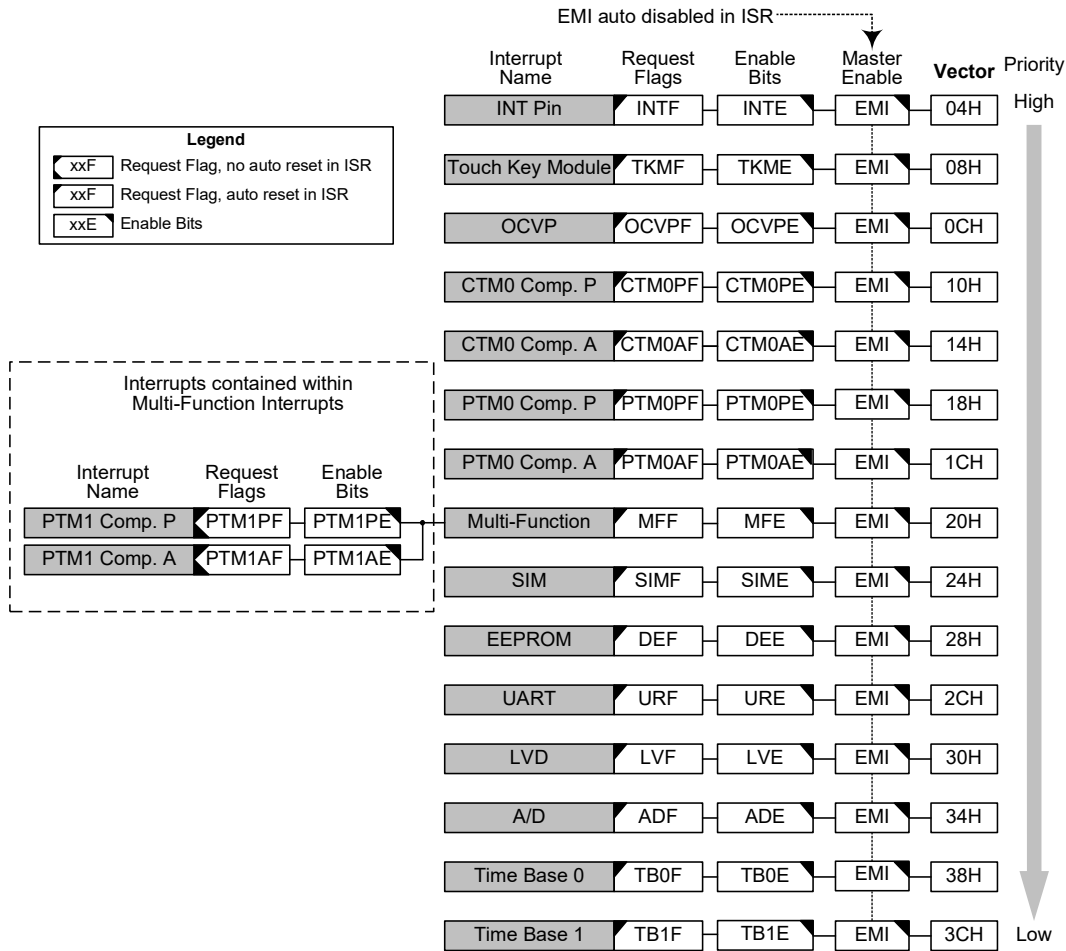 EMI auto disabled in ISR
Interrupt Name Request Flags Enable Bits Master Enable Vector Priority
INT Pin INTF INTE EMI 04H High
Legend
xxF Request Flag, no auto reset in ISR
xxF Request Flag, auto reset in ISR
xxE Enable Bits
Touch Key Module TKMF TKME EMI 08H
OCVP OCVPF OCVPE EMI 0CH
CTM0 Comp. P CTM0PF CTM0PE EMI 10H
CTM0 Comp. A CTM0AF CTM0AE EMI 14H
PTM0 Comp. P PTM0PF PTM0PE EMI 18H
PTM0 Comp. A PTM0AF PTM0AE EMI 1CH
Interrupts contained within
Multi-Function Interrupts
Interrupt Name Request Flags Enable Bits
PTM1 Comp. P PTM1PF PTM1PE
PTM1 Comp. A PTM1AF PTM1AE
Multi-Function MFF MFE EMI 20H
SIM SIMF SIME EMI 24H
EEPROM DEF DEE EMI 28H
UART URF URE EMI 2CH
LVD LVF LVE EMI 30H
A/D ADF ADE EMI 34H
Time Base 0 TB0F TB0E EMI 38H
Time Base 1 TB1F TB1E EMI 3CH Low